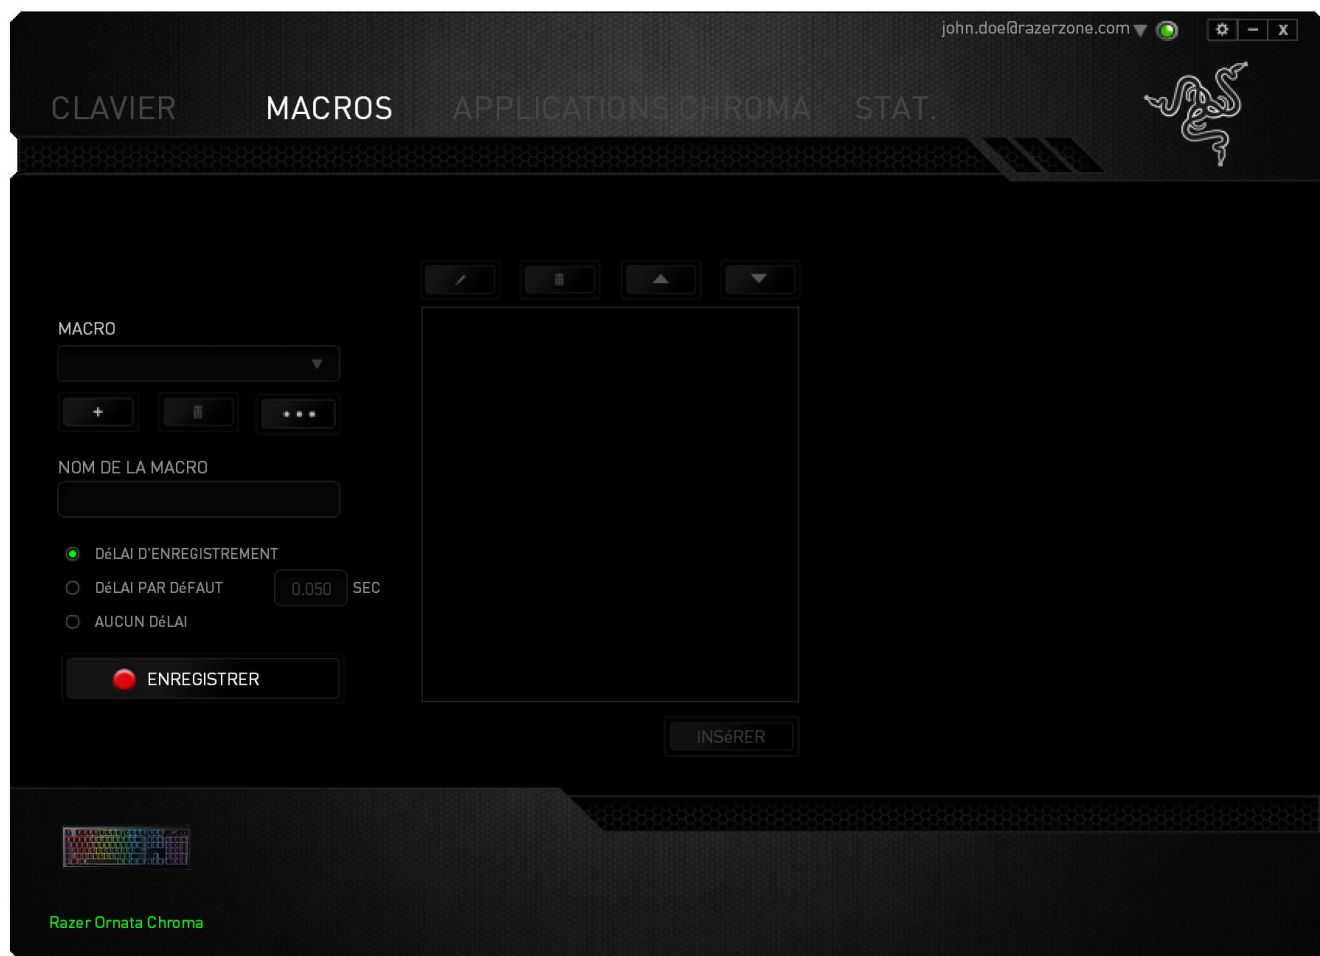 john.doe@razerzone.com
CLAVIER MACROS APPLICATIONS CHROMA STAT.
MACRO
NOM DE LA MACRO
DéLAI D'ENREGISTREMENT
DéLAI PAR DéFAUT 0.050 SEC
AUCUN DéLAI
ENREGISTRER
INSéRER
Razer Ornata Chroma